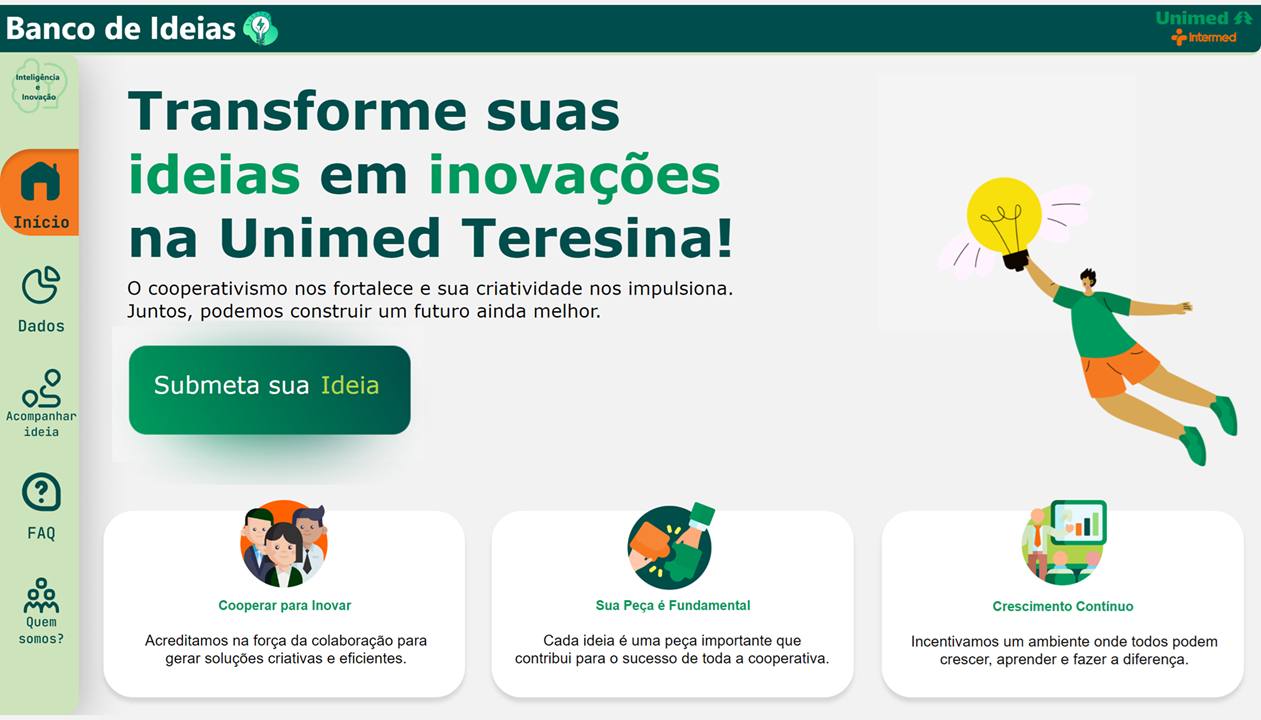 Banco de Ideias
Unimed
Intermed
Inteligência
e
Inovação
Início
Dados
Acompanhar
ideia
FAQ
Quem
somos?
Transforme suas
ideias em inovações
na Unimed Teresina!
O cooperativismo nos fortalece e sua criatividade nos impulsiona.
Juntos, podemos construir um futuro ainda melhor.
Submeta sua Ideia
Cooperar para Inovar
Acreditamos na força da colaboração para
gerar soluções criativas e eficientes.
Sua Peça é Fundamental
Cada ideia é uma peça importante que
contribui para o sucesso de toda a cooperativa.
Crescimento Contínuo
Incentivamos um ambiente onde todos podem
crescer, aprender e fazer a diferença.